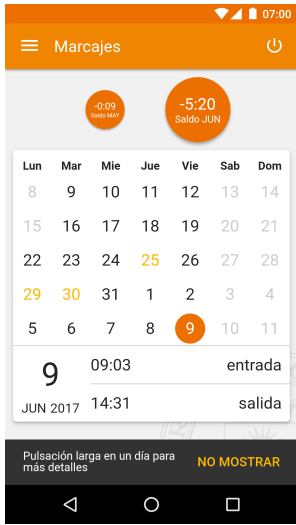 07:00
Marcajes
-0:09
Saldo MAY
-5:20
Saldo JUN
Lun Mar Mie Jue Vie Sab Dom
8 9 10 11 12 13 14
15 16 17 18 19 20 21
22 23 24 25 26 27 28
29 30 31 1 2 3 4
5 6 7 8 9 10 11
9
JUN 2017
09:03 entrada
14:31 salida
Pulsación larga en un día para
más detalles
NO MOSTRAR